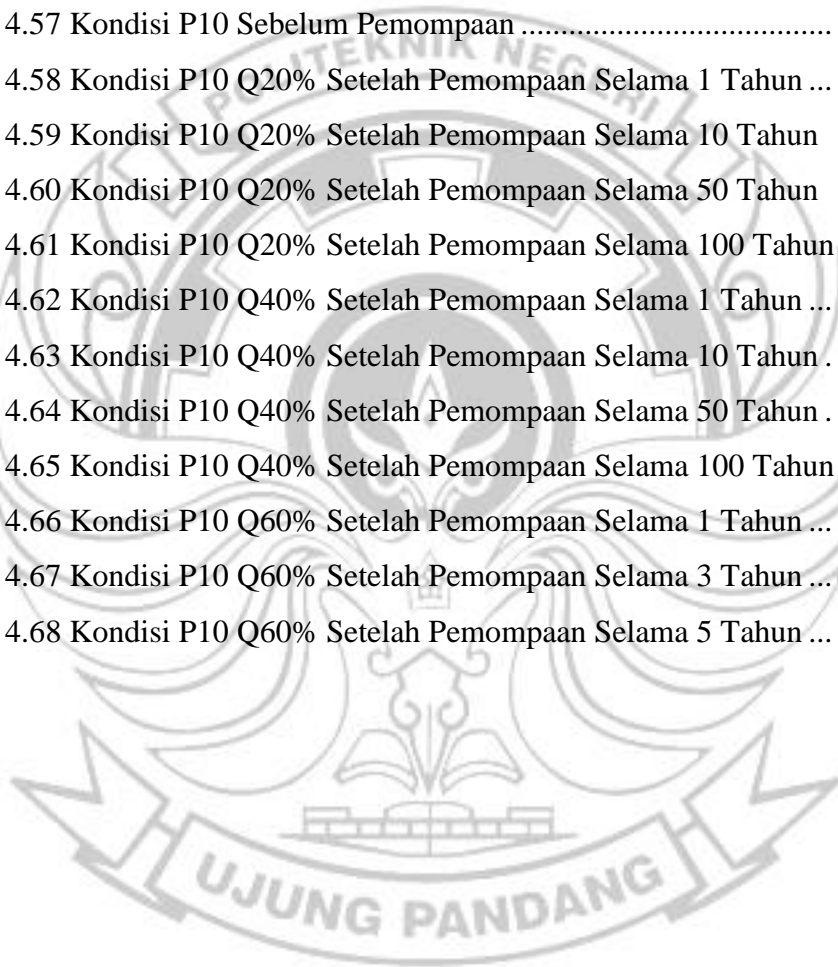 4.57 Kondisi P10 Sebelum Pemompaan .....................................
4.58 Kondisi P10 Q20% Setelah Pemompaan Selama 1 Tahun ...
4.59 Kondisi P10 Q20% Setelah Pemompaan Selama 10 Tahun
4.60 Kondisi P10 Q20% Setelah Pemompaan Selama 50 Tahun
4.61 Kondisi P10 Q20% Setelah Pemompaan Selama 100 Tahun
4.62 Kondisi P10 Q40% Setelah Pemompaan Selama 1 Tahun ...
4.63 Kondisi P10 Q40% Setelah Pemompaan Selama 10 Tahun .
4.64 Kondisi P10 Q40% Setelah Pemompaan Selama 50 Tahun .
4.65 Kondisi P10 Q40% Setelah Pemompaan Selama 100 Tahun
4.66 Kondisi P10 Q60% Setelah Pemompaan Selama 1 Tahun ...
4.67 Kondisi P10 Q60% Setelah Pemompaan Selama 3 Tahun ...
4.68 Kondisi P10 Q60% Setelah Pemompaan Selama 5 Tahun ...
POLITEKNIK NEGERI
UJUNG PANDANG